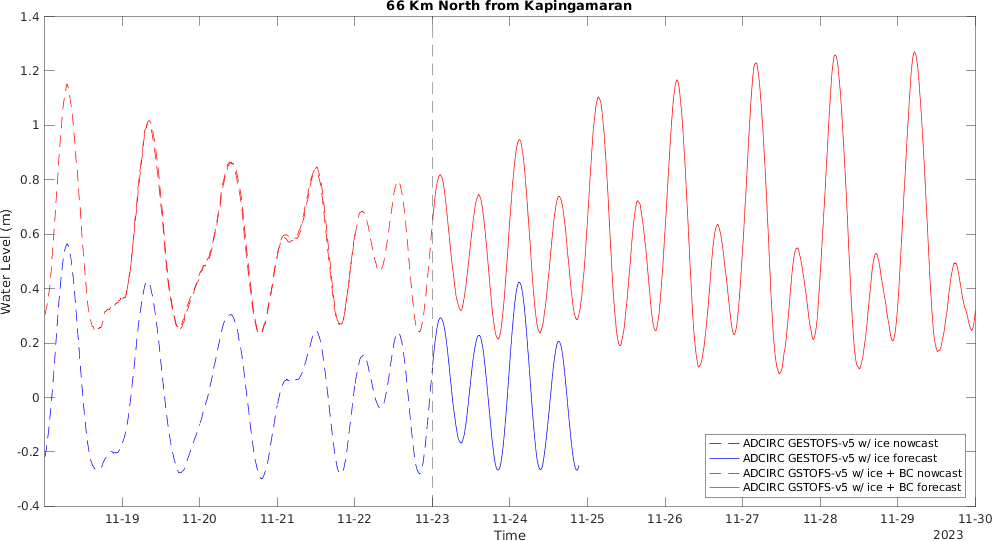 66 Km North from Kapingamaran
Water Level (m)
1.4
1.2
1
0.8
0.6
0.4
0.2
0
-0.2
-0.4
ADCIRC GESTOFS-v5 w/ ice nowcast
ADCIRC GESTOFS-v5 w/ ice forecast
ADCIRC GSTOFS-v5 w/ ice + BC nowcast
ADCIRC GSTOFS-v5 w/ ice + BC forecast
11-19 11-20 11-21 11-22 11-23 11-24 11-25 11-26 11-27 11-28 11-29 11-30
Time
2023